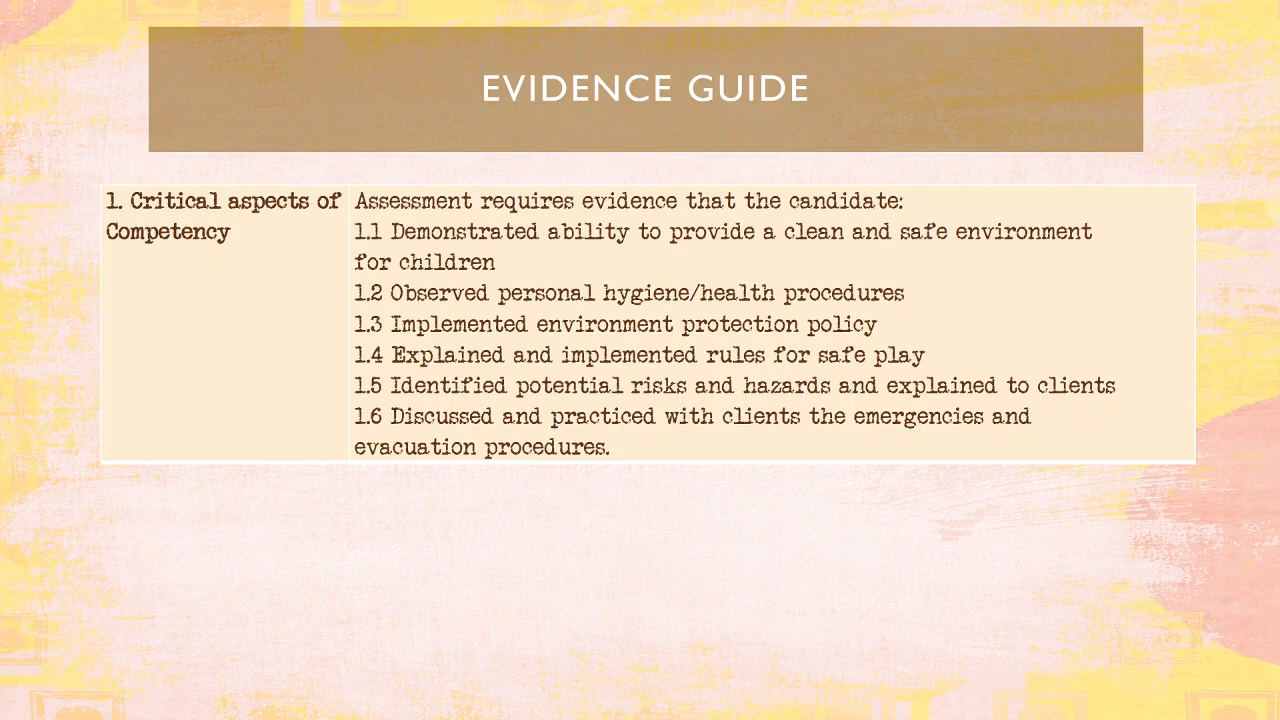 EVIDENCE GUIDE
1. Critical aspects of
Competency
Assessment requires evidence that the candidate:
1.1 Demonstrated ability to provide a clean and safe environment
for children
1.2 Observed personal hygiene/health procedures
1.3 Implemented environment protection policy
1.4 Explained and implemented rules for safe play
1.5 Identified potential risks and hazards and explained to clients
1.6 Discussed and practiced with clients the emergencies and
evacuation procedures.